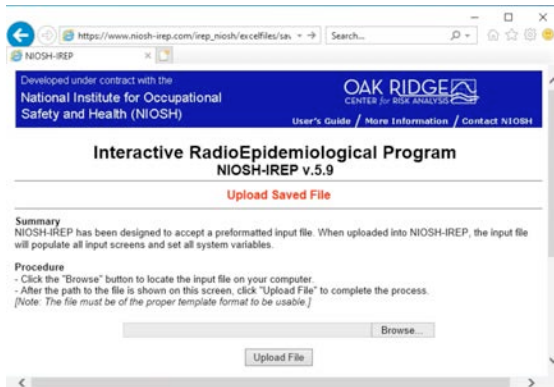 https://www.niosh-irep.com/irep_niosh/excelfiles/sav
Search...
NIOSH-IREP
Developed under contract with the
National Institute for Occupational
Safety and Health (NIOSH)
OAK RIDGE
CENTER for RISK ANALYSIS
User's Guide / More Information / Contact NIOSH
Interactive RadioEpidemiological Program
NIOSH-IREP v.5.9
Upload Saved File
Summary
NIOSH-IREP has been designed to accept a preformatted input file. When uploaded into NIOSH-IREP, the input file
will populate all input screens and set all system variables.
Procedure
- Click the "Browse" button to locate the input file on your computer.
- After the path to the file is shown on this screen, click "Upload File" to complete the process.
[Note: The file must be of the proper template format to be usable.]
Browse...
Upload File